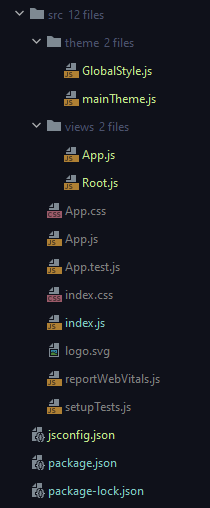 src 12 files
theme 2 files
GlobalStyle.js
mainTheme.js
views 2 files
App.js
Root.js
App.css
App.js
App.test.js
index.css
index.js
logo.svg
reportWebVitals.js
setupTests.js
jsconfig.json
package.json
package-lock.json